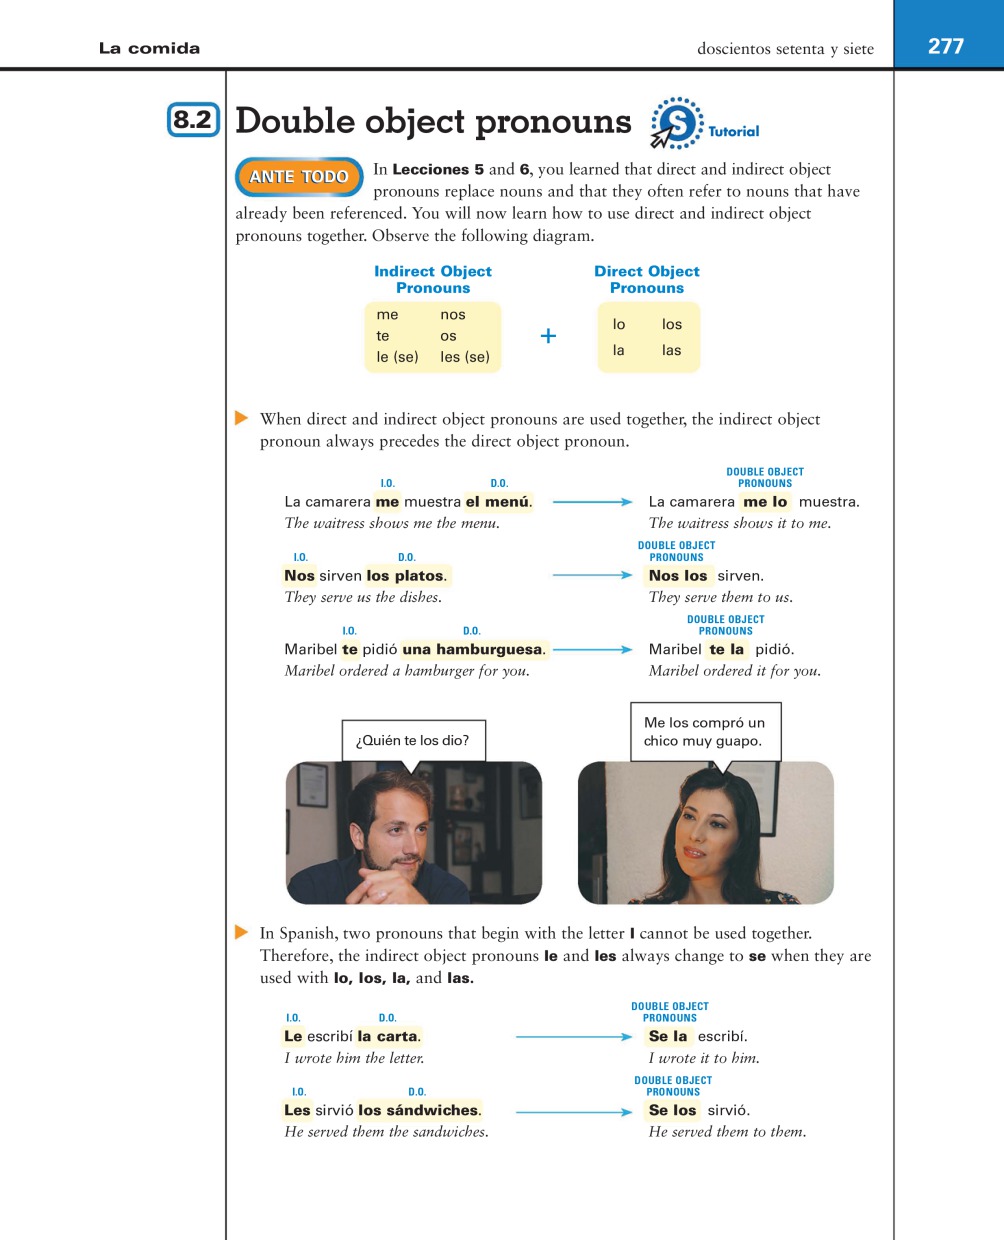 La comida
doscientos setenta y siete
277
8.2 Double object pronouns
S Tutorial
ANTE TODO In Lecciones 5 and 6, you learned that direct and indirect object
pronouns replace nouns and that they often refer to nouns that have
already been referenced. You will now learn how to use direct and indirect object
pronouns together. Observe the following diagram.
Indirect Object
Pronouns
me nos
te os
le (se) les (se)
+
Direct Object
Pronouns
lo los
la las
When direct and indirect object pronouns are used together, the indirect object
pronoun always precedes the direct object pronoun.
I.O. D.O.
La camarera me muestra el menú.
The waitress shows me the menu.
DOUBLE OBJECT
PRONOUNS
La camarera me lo muestra.
The waitress shows it to me.
I.O. D.O.
Nos sirven los platos.
They serve us the dishes.
DOUBLE OBJECT
PRONOUNS
Nos los sirven.
They serve them to us.
I.O. D.O.
Maribel te pidió una hamburguesa.
Maribel ordered a hamburger for you.
DOUBLE OBJECT
PRONOUNS
Maribel te la pidió.
Maribel ordered it for you.
¿Quién te los dio?
Me los compró un
chico muy guapo.
In Spanish, two pronouns that begin with the letter l cannot be used together.
Therefore, the indirect object pronouns le and les always change to se when they are
used with lo, los, la, and las.
I.O. D.O.
Le escribí la carta.
I wrote him the letter.
DOUBLE OBJECT
PRONOUNS
Se la escribí.
I wrote it to him.
I.O. D.O.
Les sirvió los sándwiches.
He served them the sandwiches.
DOUBLE OBJECT
PRONOUNS
Se los sirvió.
He served them to them.